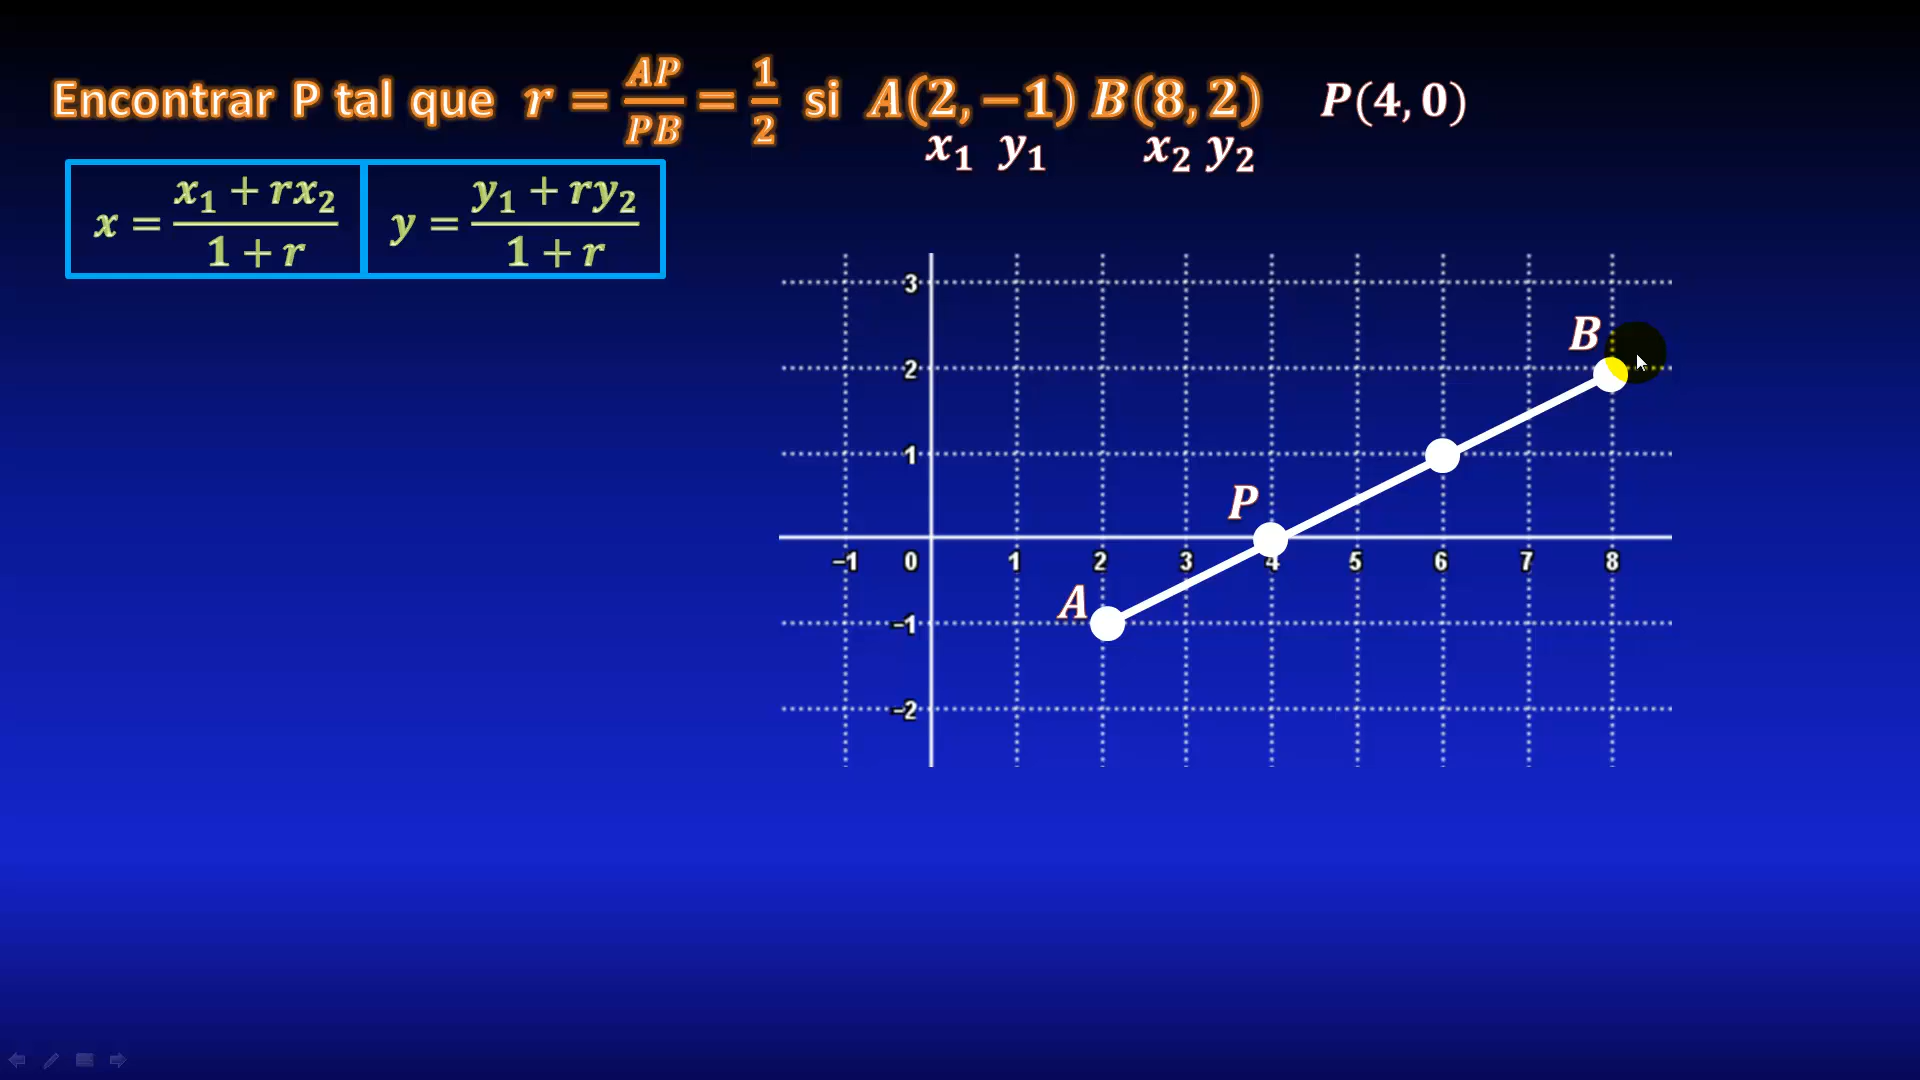 Encontrar P tal que r = AP/PB = 1/2 si A(2, −1) B(8, 2) P(4, 0)
x₁ y₁ x₂ y₂
x = (x₁ + rx₂)/(1 + r) y = (y₁ + ry₂)/(1 + r)
3
B
2
1
P
−1 0 1 2 3 4 5 6 7 8
A
−1
−2